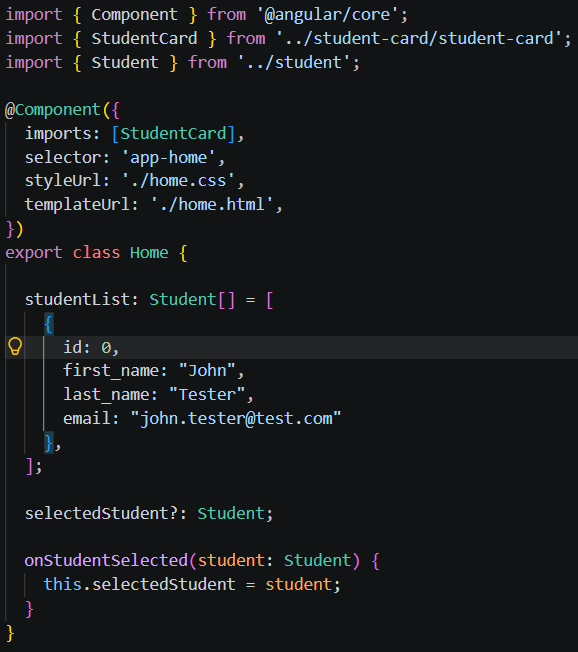 import { Component } from '@angular/core';
import { StudentCard } from '../student-card/student-card';
import { Student } from '../student';

@Component({
  imports: [StudentCard],
  selector: 'app-home',
  styleUrl: './home.css',
  templateUrl: './home.html',
})
export class Home {

  studentList: Student[] = [
    {
      id: 0,
      first_name: "John",
      last_name: "Tester",
      email: "john.tester@test.com"
    },
  ];

  selectedStudent?: Student;

  onStudentSelected(student: Student) {
    this.selectedStudent = student;
  }
}